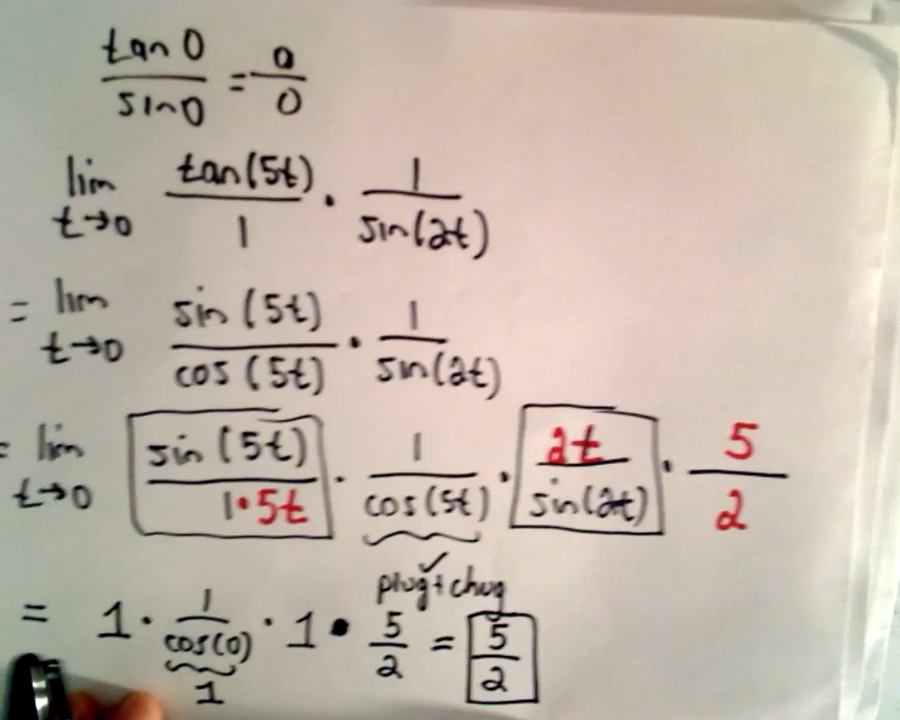 tan 0 / sin 0 = 0 / 0
lim t→0 tan(5t) / 1 · 1 / sin(2t)
= lim t→0 sin(5t) / cos(5t) · 1 / sin(2t)
= lim t→0 sin(5t) / 1·5t · 1 / cos(5t) · 2t / sin(2t) · 5 / 2
plug + chug
= 1 · 1 / cos(0) · 1 · 5 / 2 = 5 / 2
1